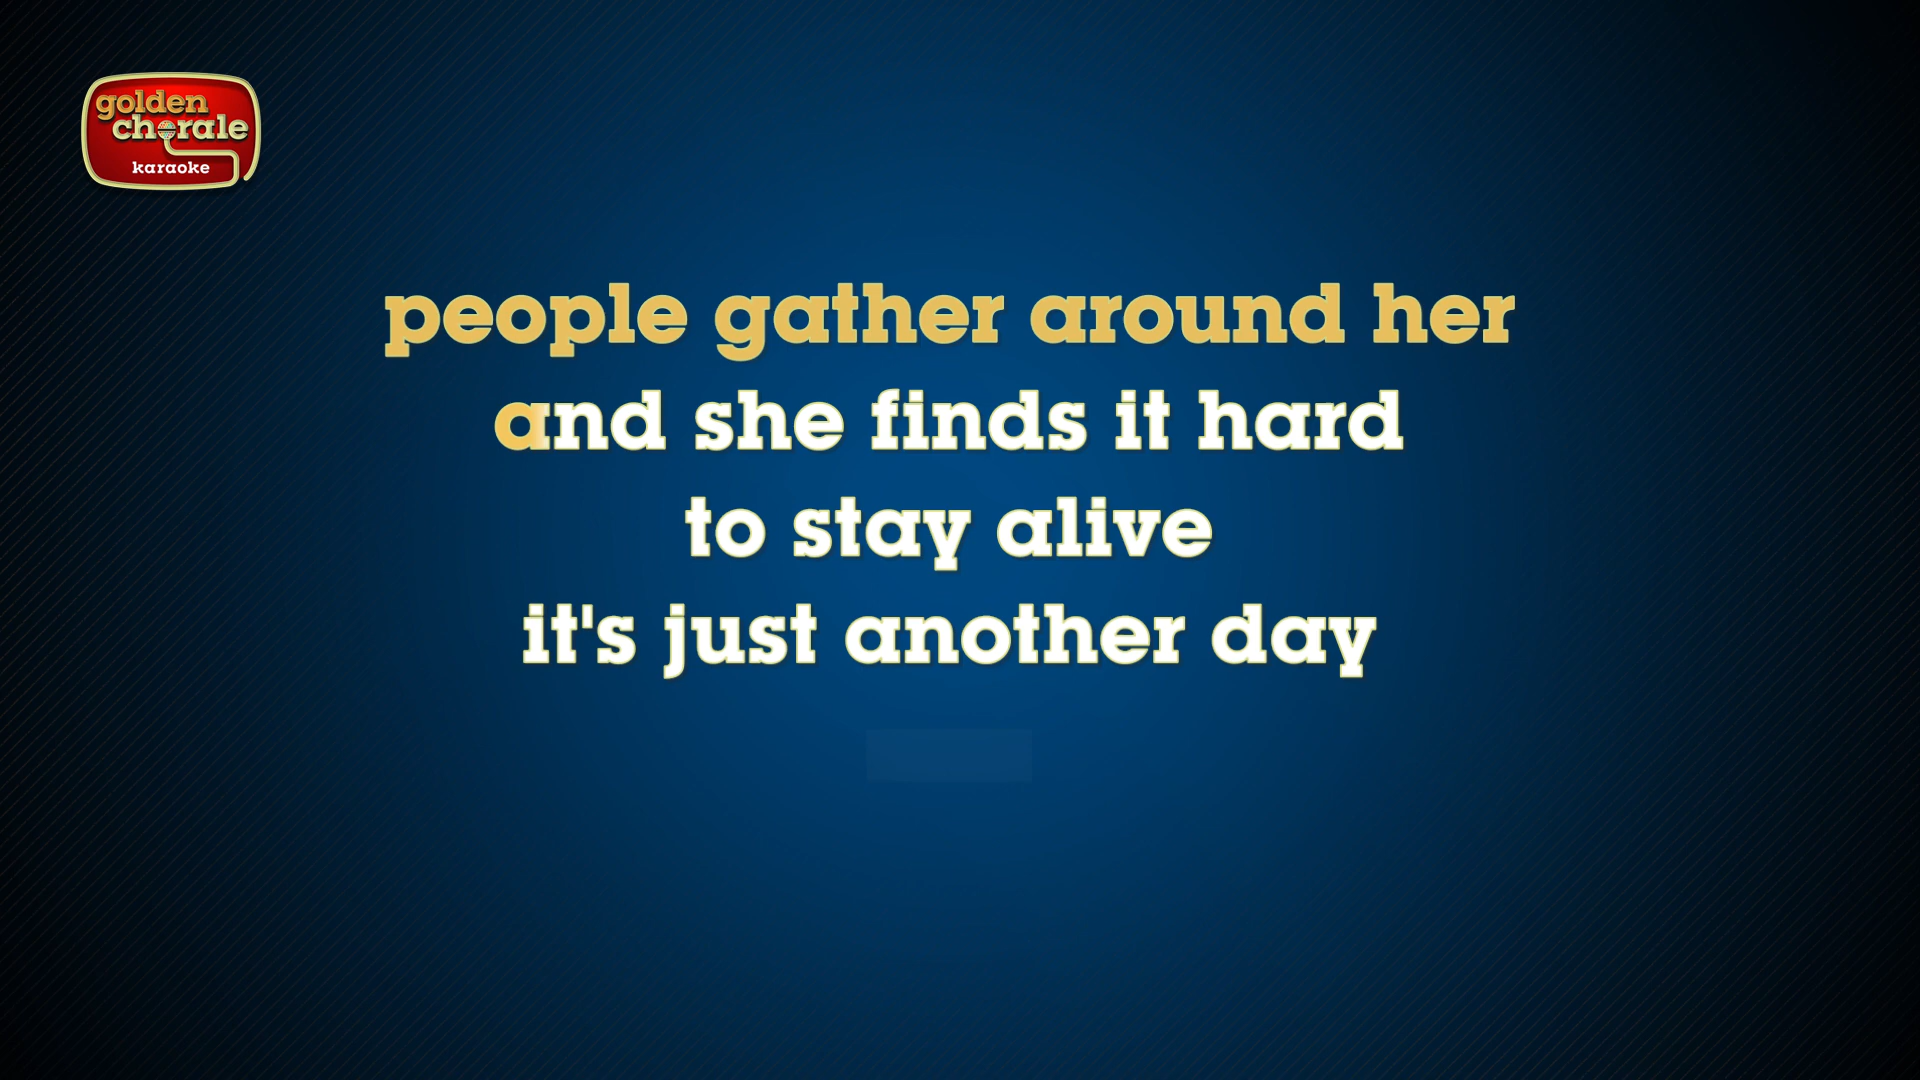 golden
chorale
karaoke
people gather around her
and she finds it hard
to stay alive
it's just another day